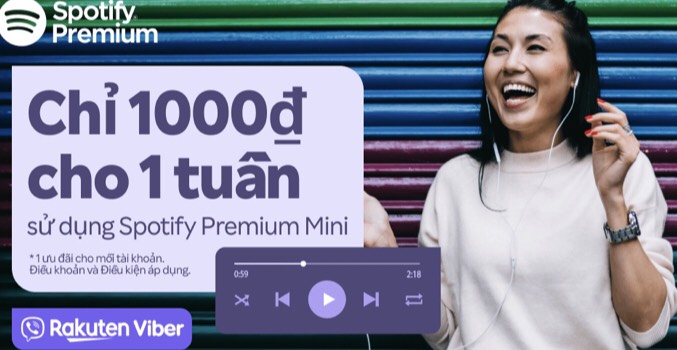 Spotify
Premium
Chỉ 1000₫
cho 1 tuần
sử dụng Spotify Premium Mini
* 1 ưu đãi cho mỗi tài khoản.
Điều khoản và Điều kiện áp dụng.
0:59 2:18
Rakuten Viber